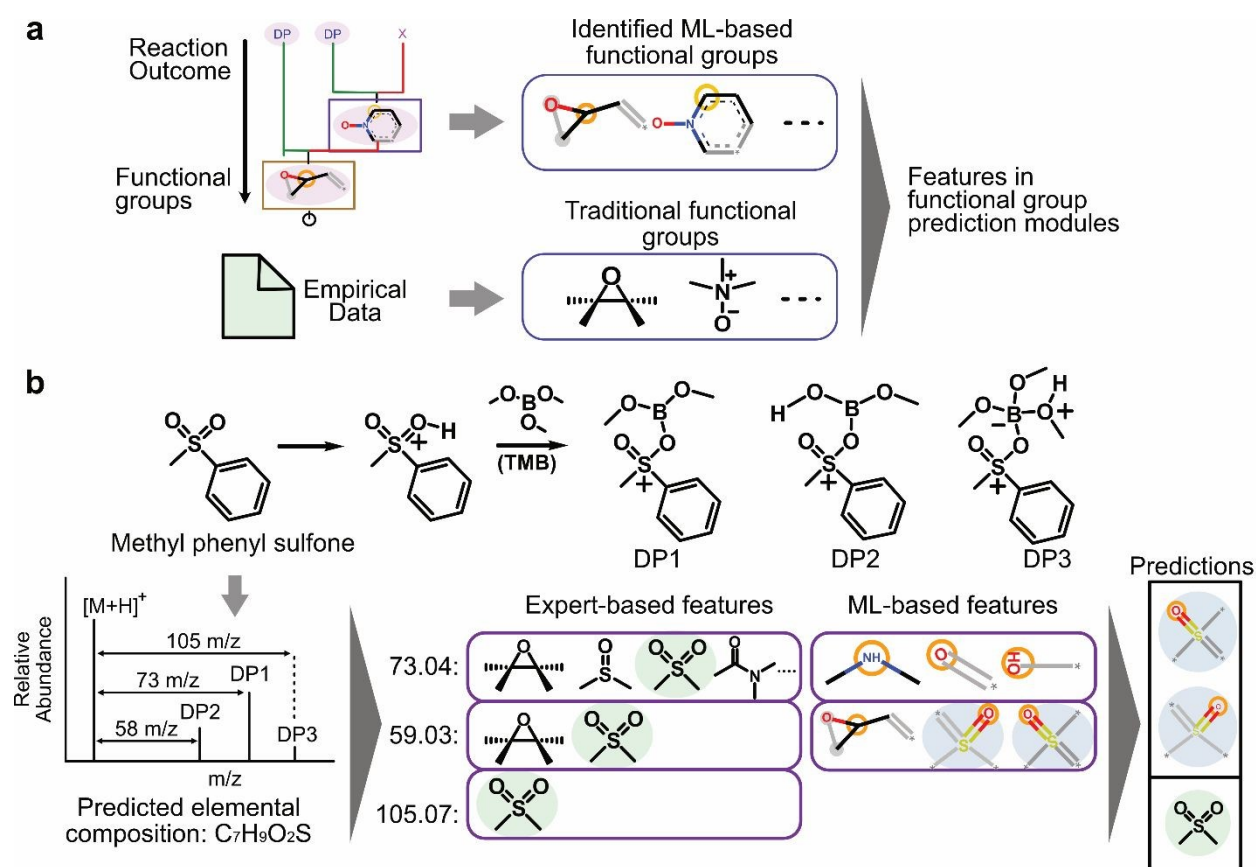 a
Reaction
Outcome
Functional
groups
DP
DP
X
O
N
O
Identified ML-based
functional groups
O
O
N
Empirical
Data
Traditional functional
groups
O
N
+
O
−
Features in
functional group
prediction modules
b
O
O
S
Methyl phenyl sulfone
O
O
H
S
+
O
B
O
O
(TMB)
O
B
O
O
O
S
+
DP1
H
O
B
O
O
O
S
+
DP2
O
H
O
B
O
+
−
O
O
S
+
DP3
Relative
Abundance
[M+H]+
105 m/z
73 m/z
DP1
58 m/z
DP2
DP3
m/z
Predicted elemental
composition: C7H9O2S
Expert-based features
ML-based features
73.04:
O
O
S
O
O
S
O
N
NH
O
OH
59.03:
O
O
O
S
O
S
O
O
S
105.07:
O
O
S
Predictions
O
S
O
S
O
O
S